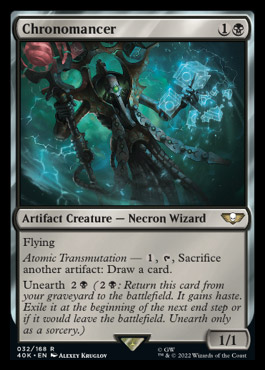 Chronomancer 1
Artifact Creature — Necron Wizard
Flying
Atomic Transmutation — 1, Sacrifice
another artifact: Draw a card.
Unearth 2 (2: Return this card from
your graveyard to the battlefield. It gains haste.
Exile it at the beginning of the next end step or
if it would leave the battlefield. Unearth only
as a sorcery.)
1/1
032/168 R
40K • EN ALEXEY KRUGLOV
© GW
™ & © 2022 Wizards of the Coast